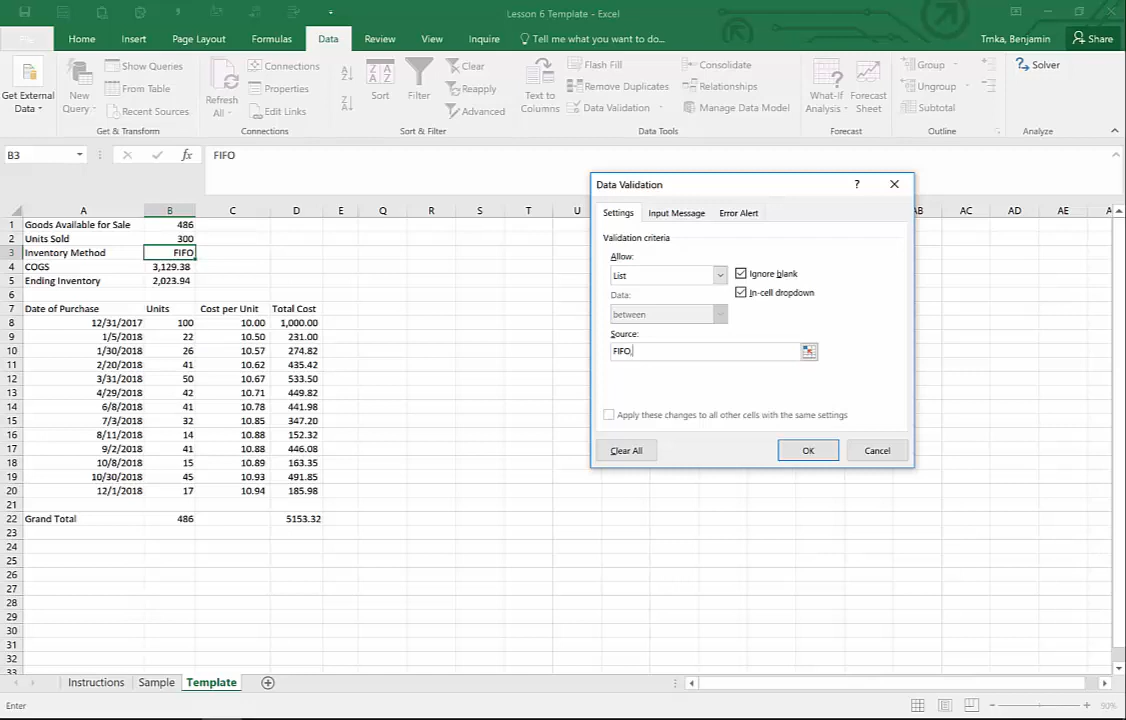 Lesson 6 Template - Excel
File Home Insert Page Layout Formulas Data Review View Inquire Tell me what you want to do... Trnka, Benjamin Share
Get External Data
New Query
Show Queries
From Table
Recent Sources
Get & Transform
Refresh All
Connections
Properties
Edit Links
Connections
Sort
Filter
Clear
Reapply
Advanced
Sort & Filter
Text to Columns
Flash Fill
Remove Duplicates
Data Validation
Consolidate
Relationships
Manage Data Model
Data Tools
What-If Analysis
Forecast Sheet
Forecast
Group
Ungroup
Subtotal
Outline
Solver
Analyze
B3 fx FIFO
A B C D E Q R S T U AB AC AD AE
1 Goods Available for Sale 486
2 Units Sold 300
3 Inventory Method FIFO
4 COGS 3,129.38
5 Ending Inventory 2,023.94
6
7 Date of Purchase Units Cost per Unit Total Cost
8 12/31/2017 100 10.00 1,000.00
9 1/5/2018 22 10.50 231.00
10 1/30/2018 26 10.57 274.82
11 2/20/2018 41 10.62 435.42
12 3/31/2018 50 10.67 533.50
13 4/29/2018 42 10.71 449.82
14 6/8/2018 41 10.78 441.98
15 7/3/2018 32 10.85 347.20
16 8/11/2018 14 10.88 152.32
17 9/2/2018 41 10.88 446.08
18 10/8/2018 15 10.89 163.35
19 10/30/2018 45 10.93 491.85
20 12/1/2018 17 10.94 185.98
21
22 Grand Total 486 5153.32
23
24
25
26
27
28
29
30
31
32
33
Data Validation ?
Settings Input Message Error Alert
Validation criteria
Allow:
List Ignore blank
Data: In-cell dropdown
between
Source:
FIFO,
Apply these changes to all other cells with the same settings
Clear All OK Cancel
Instructions Sample Template
Enter 90%